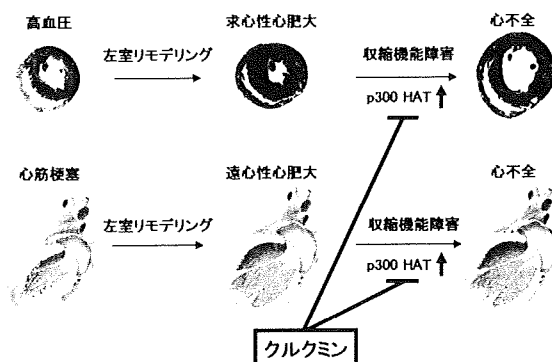 高血圧
左室リモデリング
求心性心肥大
収縮機能障害
p300 HAT
心不全
心筋梗塞
左室リモデリング
遠心性心肥大
収縮機能障害
p300 HAT
心不全
クルクミン